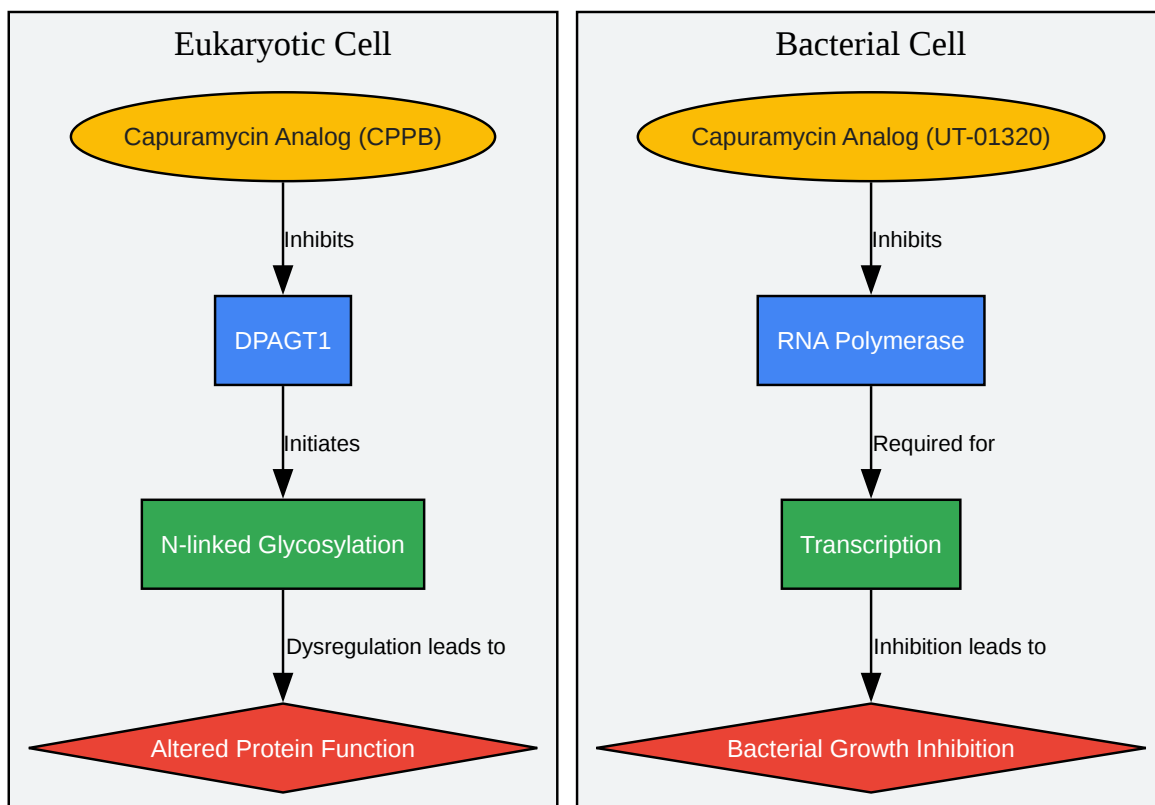 Eukaryotic Cell
Capuramycin Analog (CPPB)
Inhibits
DPAGT1
Initiates
N-linked Glycosylation
Dysregulation leads to
Altered Protein Function
Bacterial Cell
Capuramycin Analog (UT-01320)
Inhibits
RNA Polymerase
Required for
Transcription
Inhibition leads to
Bacterial Growth Inhibition